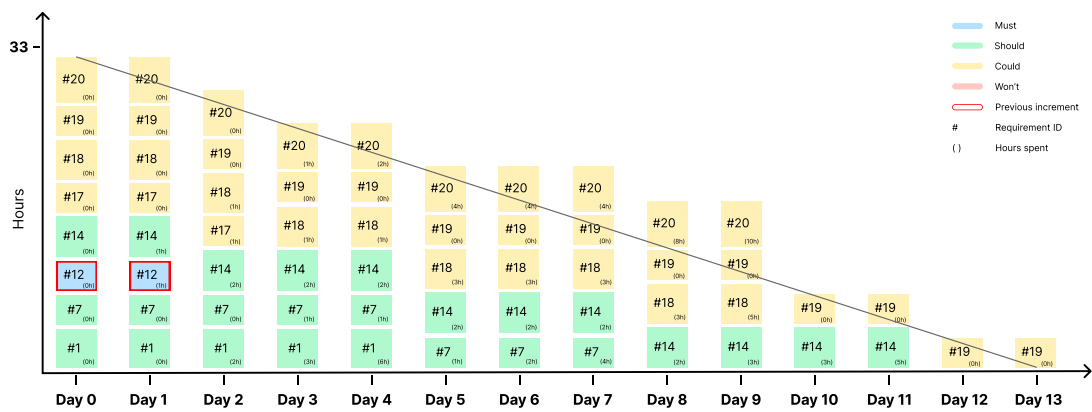 33
Hours
#20 (0h)
#19 (0h)
#18 (0h)
#17 (0h)
#14 (0h)
#12 (0h)
#7 (0h)
#1 (0h)
Day 0
#20 (0h)
#19 (0h)
#18 (0h)
#17 (0h)
#14 (1h)
#12 (1h)
#7 (0h)
#1 (0h)
Day 1
#20 (0h)
#19 (0h)
#18 (1h)
#17 (1h)
#14 (2h)
#7 (0h)
#1 (2h)
Day 2
#20 (1h)
#19 (0h)
#18 (1h)
#14 (2h)
#7 (1h)
#1 (3h)
Day 3
#20 (2h)
#19 (0h)
#18 (1h)
#14 (2h)
#7 (1h)
#1 (6h)
Day 4
#20 (4h)
#19 (0h)
#18 (3h)
#14 (2h)
#7 (1h)
Day 5
#20 (4h)
#19 (0h)
#18 (3h)
#14 (2h)
#7 (2h)
Day 6
#20 (4h)
#19 (0h)
#18 (3h)
#14 (2h)
#7 (4h)
Day 7
#20 (8h)
#19 (0h)
#18 (3h)
#14 (2h)
Day 8
#20 (10h)
#19 (0h)
#18 (5h)
#14 (3h)
Day 9
#19 (0h)
#14 (3h)
Day 10
#19 (0h)
#14 (5h)
Day 11
#19 (0h)
Day 12
#19 (0h)
Day 13
Must
Should
Could
Won't
Previous increment
# Requirement ID
( ) Hours spent